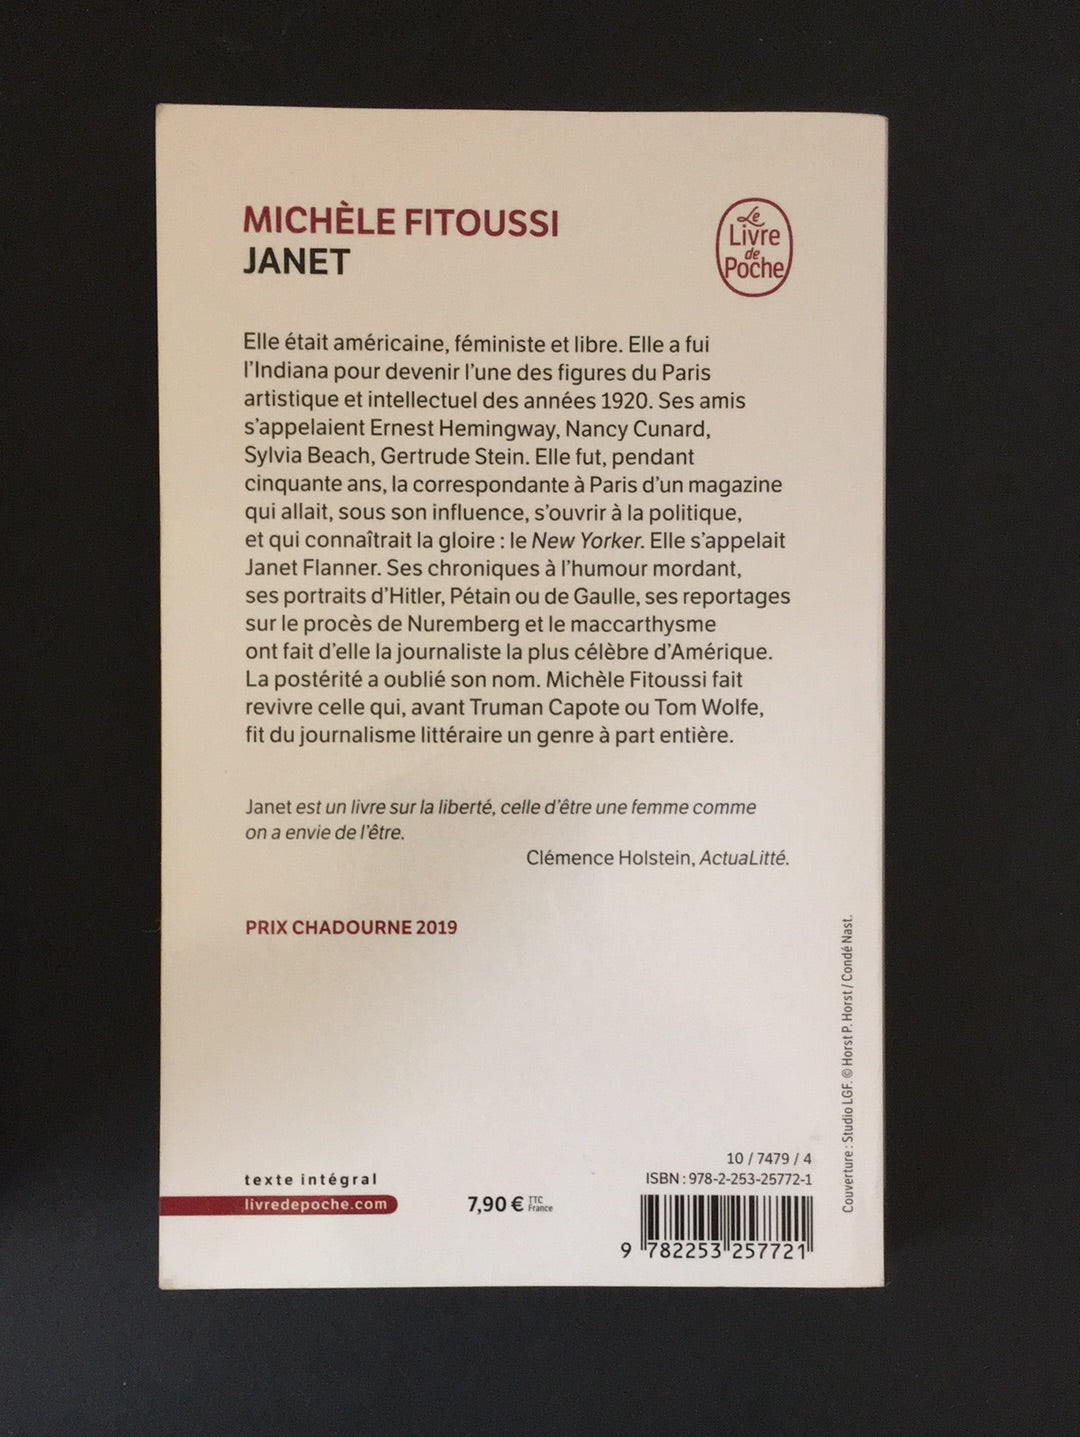 MICHÈLE FITOUSSI
JANET
Le
Livre
de
Poche
Elle était américaine, féministe et libre. Elle a fui
l'Indiana pour devenir l'une des figures du Paris
artistique et intellectuel des années 1920. Ses amis
s'appelaient Ernest Hemingway, Nancy Cunard,
Sylvia Beach, Gertrude Stein. Elle fut, pendant
cinquante ans, la correspondante à Paris d'un magazine
qui allait, sous son influence, s'ouvrir à la politique,
et qui connaîtrait la gloire : le New Yorker. Elle s'appelait
Janet Flanner. Ses chroniques à l'humour mordant,
ses portraits d'Hitler, Pétain ou de Gaulle, ses reportages
sur le procès de Nuremberg et le maccarthysme
ont fait d'elle la journaliste la plus célèbre d'Amérique.
La postérité a oublié son nom. Michèle Fitoussi fait
revivre celle qui, avant Truman Capote ou Tom Wolfe,
fit du journalisme littéraire un genre à part entière.
Janet est un livre sur la liberté, celle d'être une femme comme
on a envie de l'être.
Clémence Holstein, ActuaLitté.
PRIX CHADOURNE 2019
Couverture : Studio LGF. © Horst P. Horst / Condé Nast.
texte intégral
livredepoche.com
7,90 € TTC
France
10 / 7479 / 4
ISBN : 978-2-253-25772-1
9 782253 257721